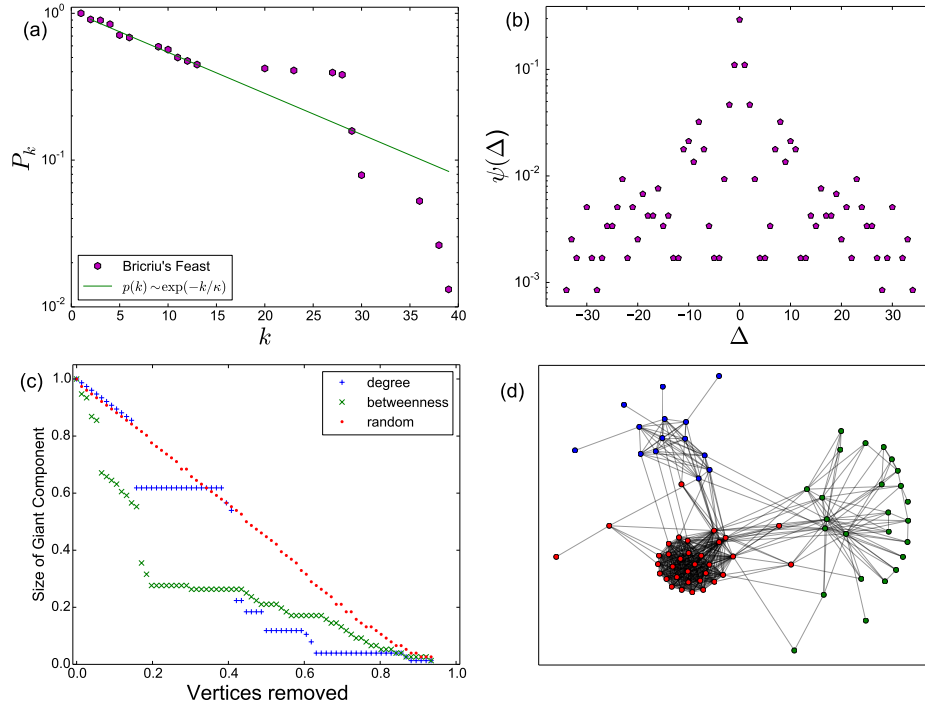 (a)
10^0
10^{-1}
10^{-2}
P_k
Bricriu's Feast
p(k) ~ exp(−k/κ)
0 5 10 15 20 25 30 35 40
k
(b)
10^{-1}
10^{-2}
10^{-3}
ψ(Δ)
−30 −20 −10 0 10 20 30
Δ
(c)
1.0
0.8
0.6
0.4
0.2
0.0
Size of Giant Component
degree
betweenness
random
0.0 0.2 0.4 0.6 0.8 1.0
Vertices removed
(d)